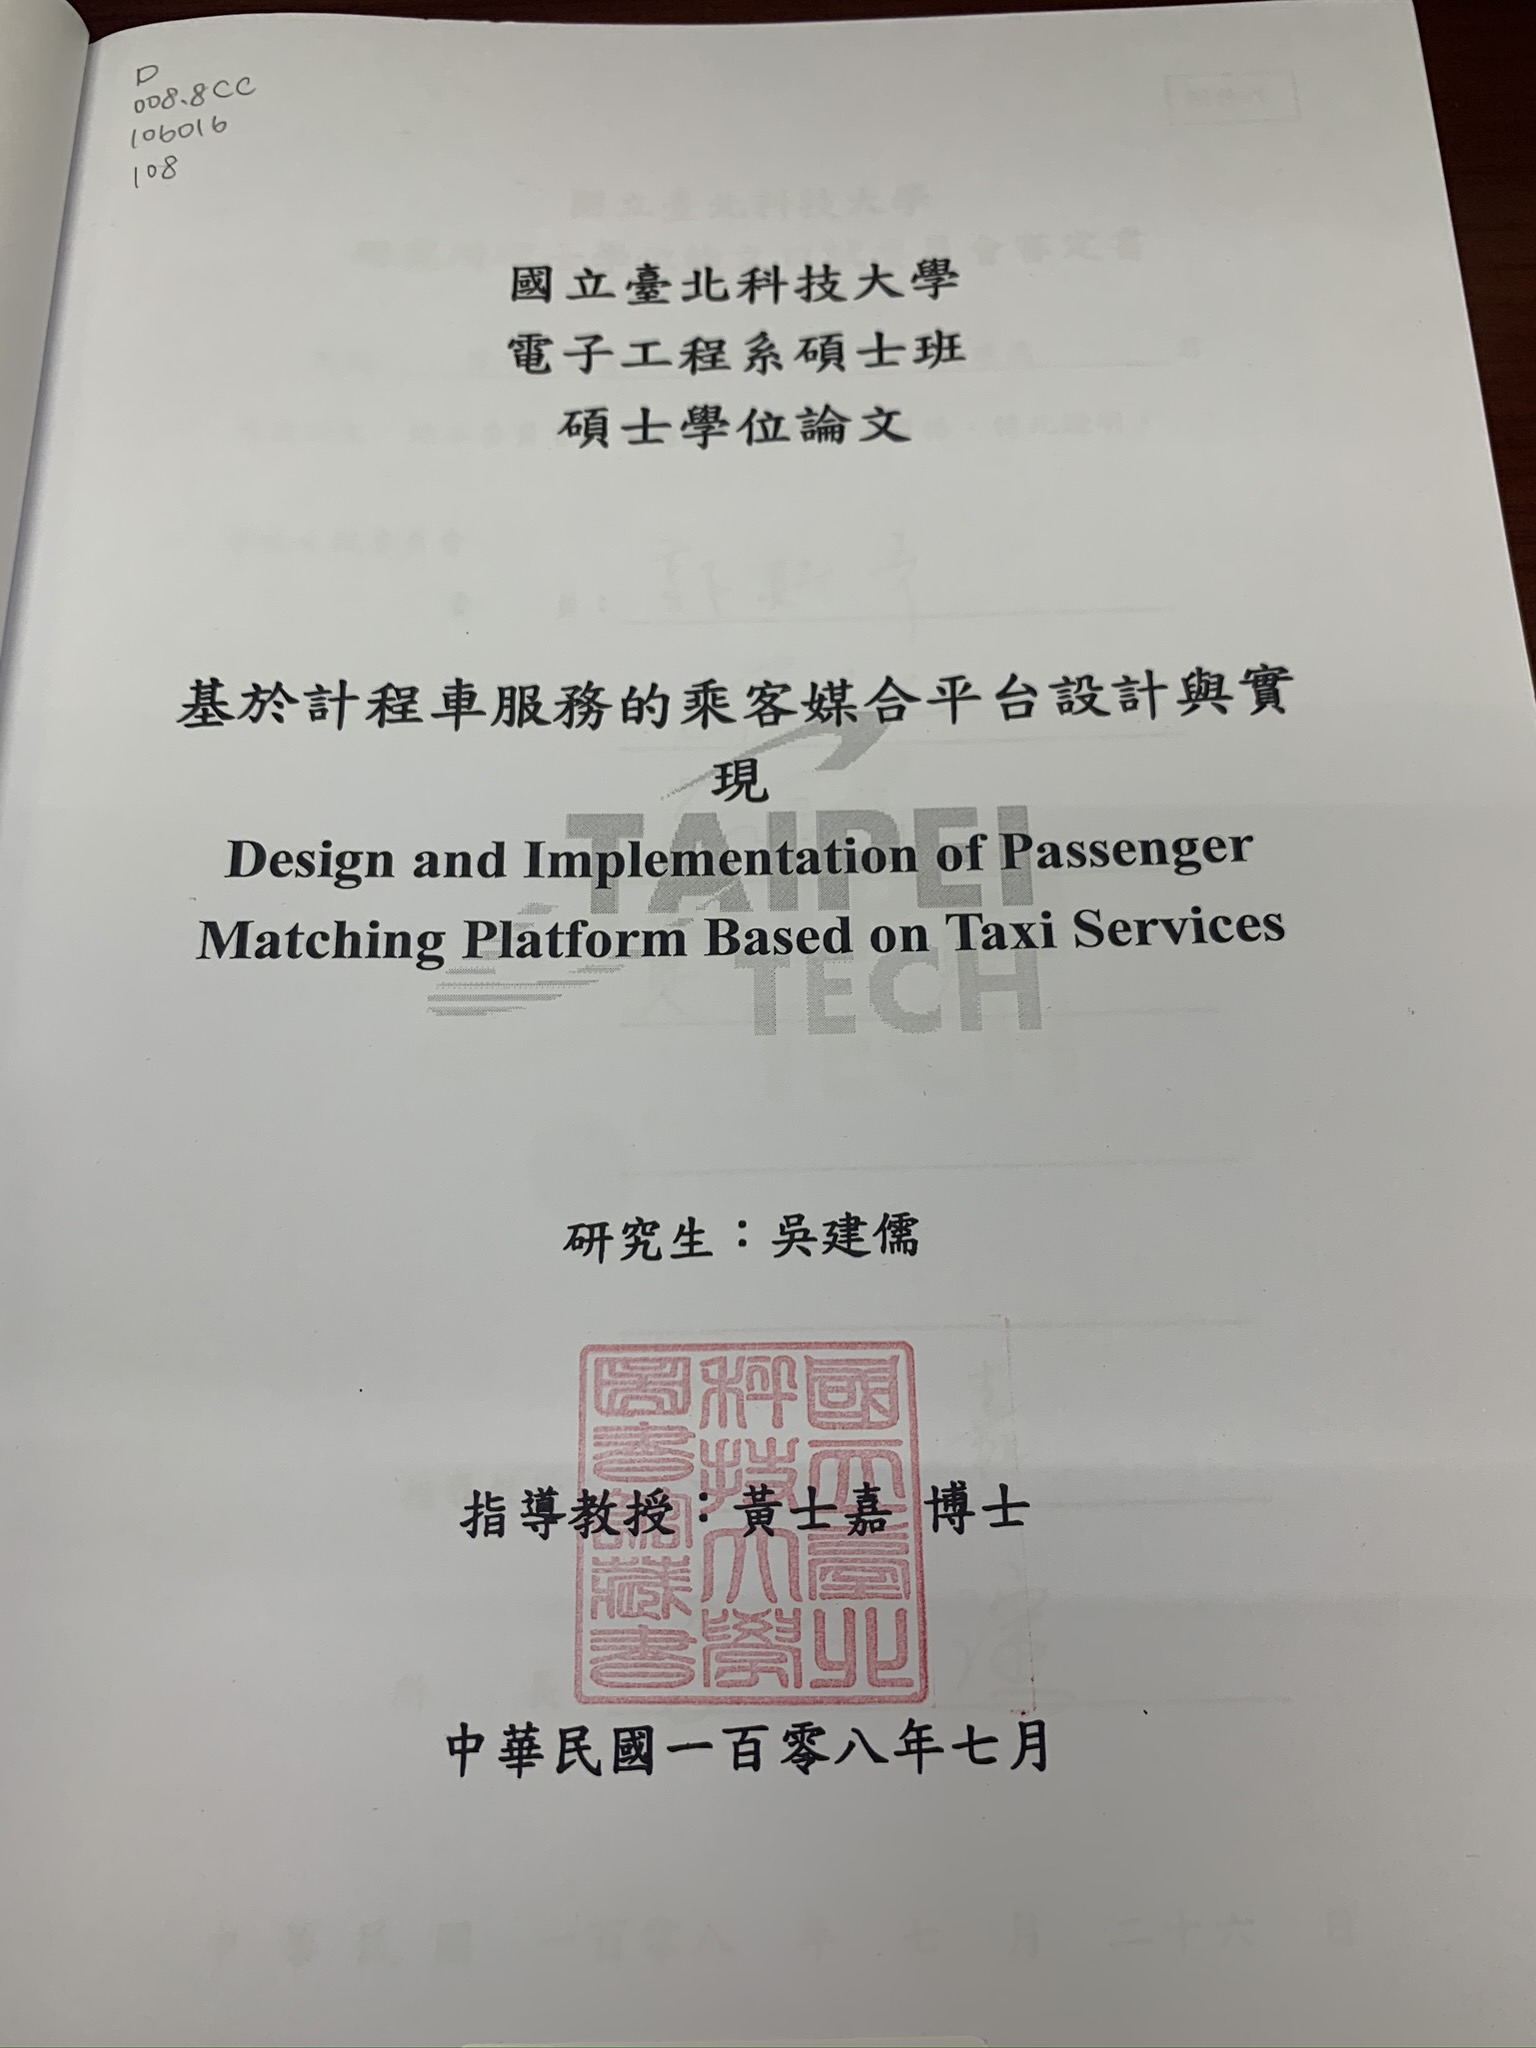 D
008.8CC
106016
108
國立臺北科技大學
電子工程系碩士班
碩士學位論文
基於計程車服務的乘客媒合平台設計與實
現
Design and Implementation of Passenger
Matching Platform Based on Taxi Services
TAIPEI
TECH
研究生：吳建儒
國立臺北
科技大學
圖書館藏書
指導教授：黃士嘉 博士
中華民國一百零八年七月